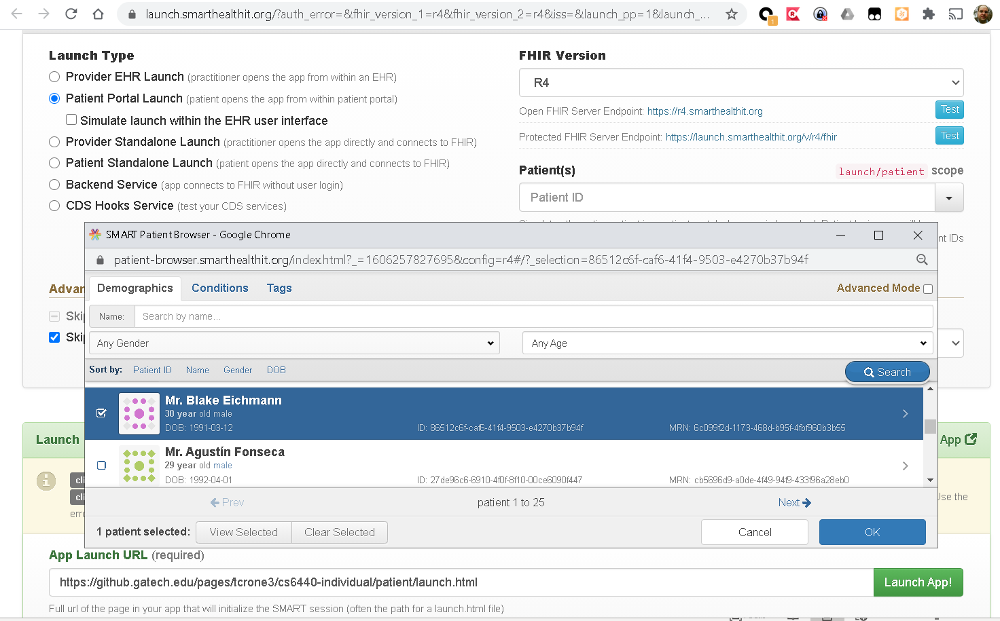 launch.smarthealthit.org/?auth_error=&fhir_version_1=r4&fhir_version_2=r4&iss=&launch_pp=1&launch_...
1
Launch Type
Provider EHR Launch (practitioner opens the app from within an EHR)
Patient Portal Launch (patient opens the app from within patient portal)
Simulate launch within the EHR user interface
Provider Standalone Launch (practitioner opens the app directly and connects to FHIR)
Patient Standalone Launch (patient opens the app directly and connects to FHIR)
Backend Service (app connects to FHIR without user login)
CDS Hooks Service (test your CDS services)
FHIR Version
R4
Open FHIR Server Endpoint: https://r4.smarthealthit.org Test
Protected FHIR Server Endpoint: https://launch.smarthealthit.org/v/r4/fhir Test
Patient(s) launch/patient scope
Patient ID
nt IDs
Advan
Skip
Skip
SMART Patient Browser - Google Chrome
patient-browser.smarthealthit.org/index.html?_=1606257827695&config=r4#/?_selection=86512c6f-caf6-41f4-9503-e4270b37b94f
Demographics Conditions Tags Advanced Mode
Name: Search by name...
Any Gender Any Age
Sort by: Patient ID Name Gender DOB Search
Mr. Blake Eichmann
30 year old male
DOB: 1991-03-12 ID: 86512c6f-caf6-41f4-9503-e4270b37b94f MRN: 6c099f2d-1173-468d-b95f-4fbf960b3b55
Mr. Agustín Fonseca
29 year old male
DOB: 1992-04-01 ID: 27de96c6-6910-4f0f-8f10-00ce6090f447 MRN: cb5696d9-a0de-4f49-94f9-433f96a28eb0
Prev patient 1 to 25 Next
1 patient selected: View Selected Clear Selected Cancel OK
Launch App
cli
cli Use the
erro
App Launch URL (required)
https://github.gatech.edu/pages/tcrone3/cs6440-individual/patient/launch.html Launch App!
Full url of the page in your app that will initialize the SMART session (often the path for a launch.html file)